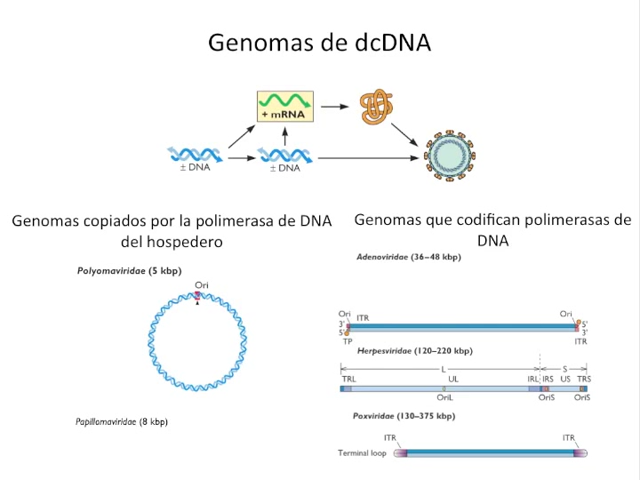 Genomas de dcDNA
+ mRNA
± DNA
± DNA
Genomas copiados por la polimerasa de DNA
del hospedero
Polyomaviridae (5 kbp)
Ori
Papillomaviridae (8 kbp)
Genomas que codifican polimerasas de
DNA
Adenoviridae (36–48 kbp)
Ori ITR Ori
3' 5'
5' 3'
TP ITR
Herpesviridae (120–220 kbp)
L S
TRL UL IRL IRS US TRS
OriL OriS OriS
Poxviridae (130–375 kbp)
ITR ITR
Terminal loop